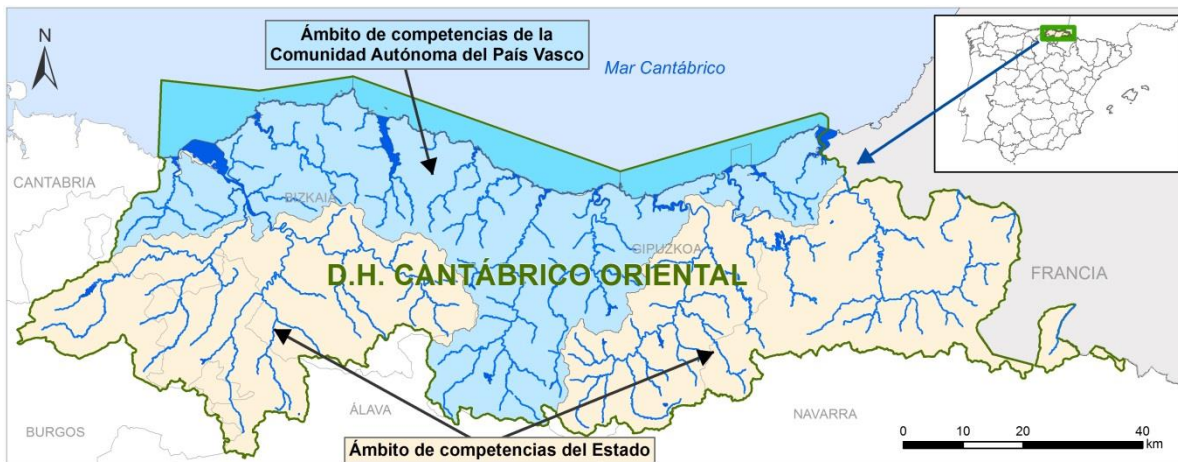 Ámbito de competencias de la
Comunidad Autónoma del País Vasco
N
Mar Cantábrico
CANTABRIA
BIZKAIA
GIPUZKOA
D.H. CANTÁBRICO ORIENTAL
FRANCIA
ÁLAVA
NAVARRA
BURGOS
Ámbito de competencias del Estado
0 10 20 40
km